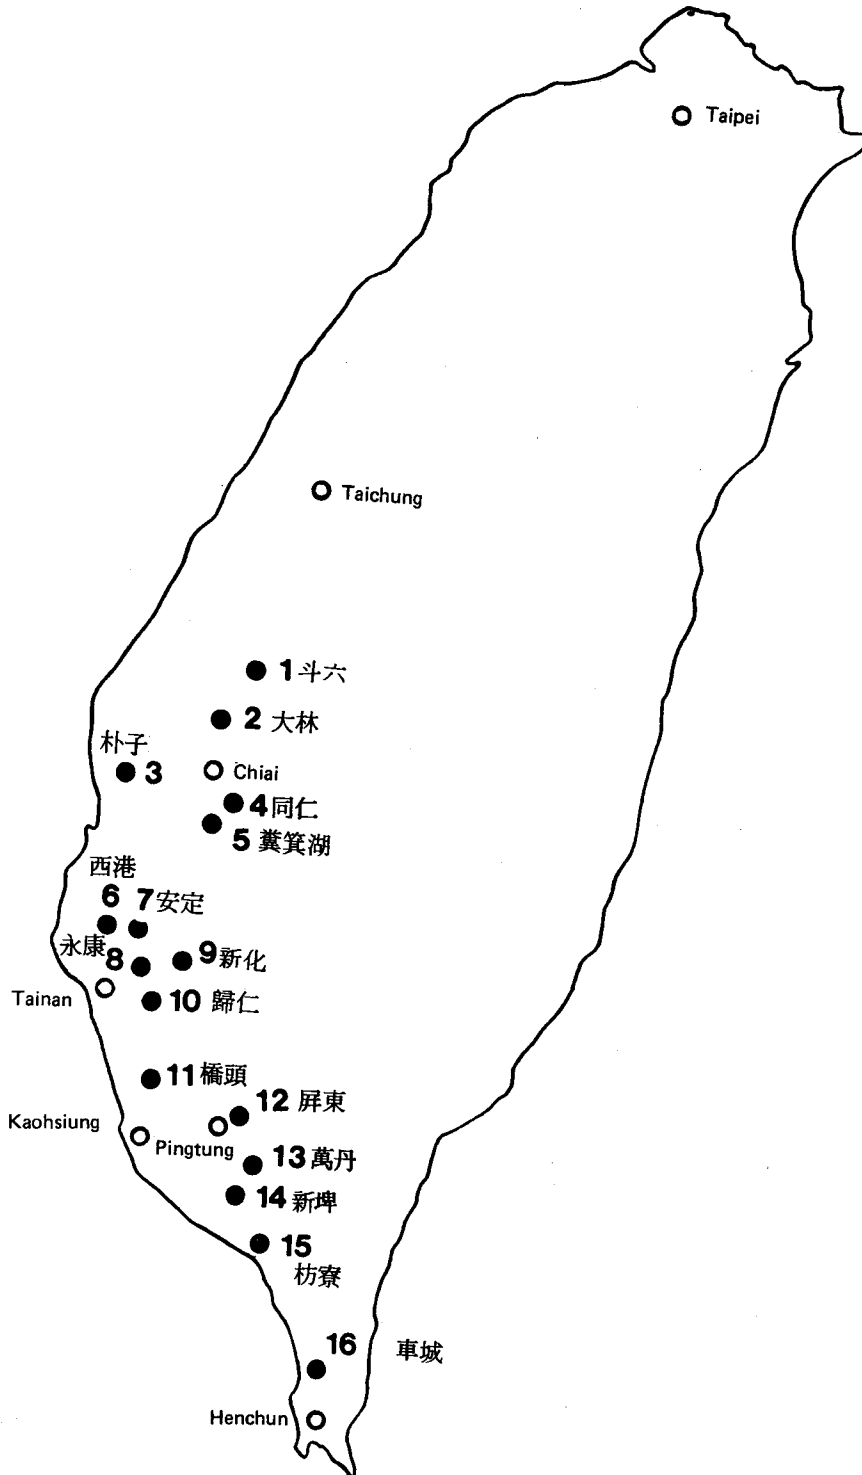 Taipei
Taichung
1 斗六
2 大林
朴子
3
Chiai
4 同仁
5 糞箕湖
西港
6
7 安定
永康
8
9 新化
Tainan
10 歸仁
11 橋頭
12 屏東
Kaohsiung
Pingtung
13 萬丹
14 新埤
15
枋寮
16
車城
Henchun